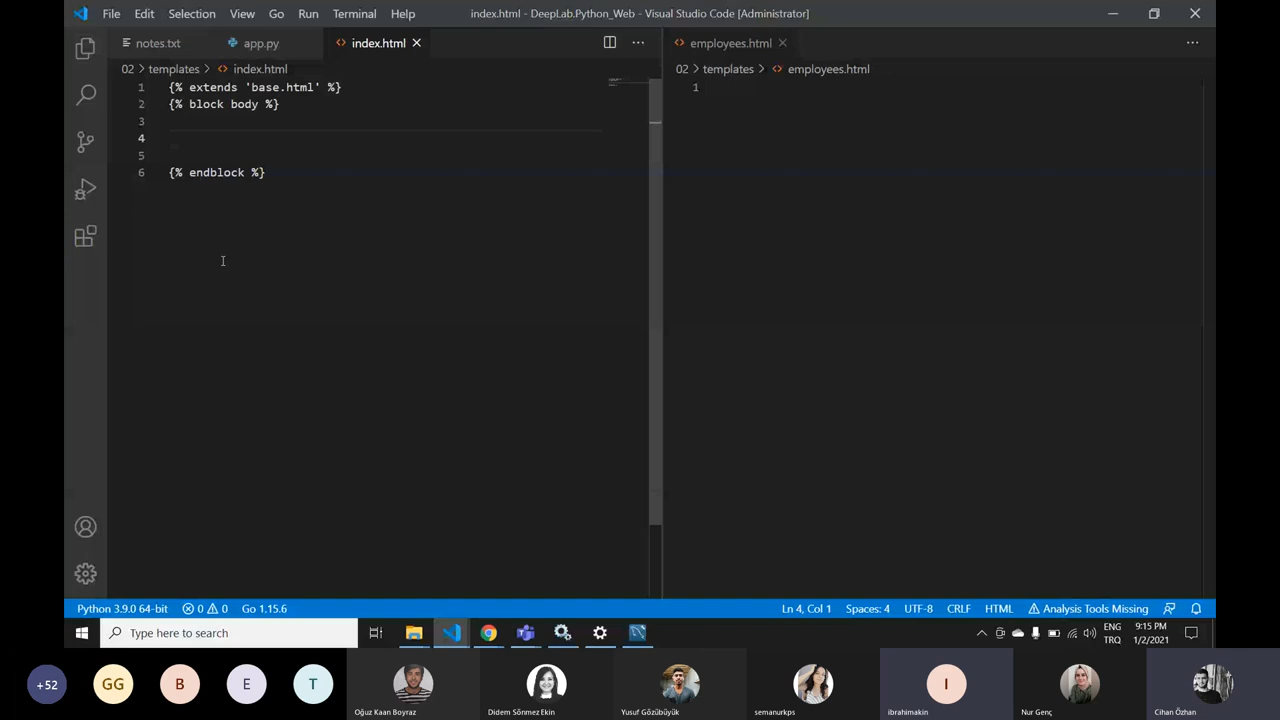 File Edit Selection View Go Run Terminal Help index.html - DeepLab.Python_Web - Visual Studio Code [Administrator]
notes.txt app.py index.html employees.html
02 > templates > index.html
02 > templates > employees.html
1 {% extends 'base.html' %}
2 {% block body %}
3
4
5
6 {% endblock %}
1
Python 3.9.0 64-bit 0 0 Go 1.15.6 Ln 4, Col 1 Spaces: 4 UTF-8 CRLF HTML Analysis Tools Missing
Type here to search
ENG
TRQ
9:15 PM
1/2/2021
+52 GG B E T I
Oğuz Kaan Boyraz Didem Sönmez Ekin Yusuf Gözübüyük semanurkps ibrahimakin Nur Genç Cihan Özhan